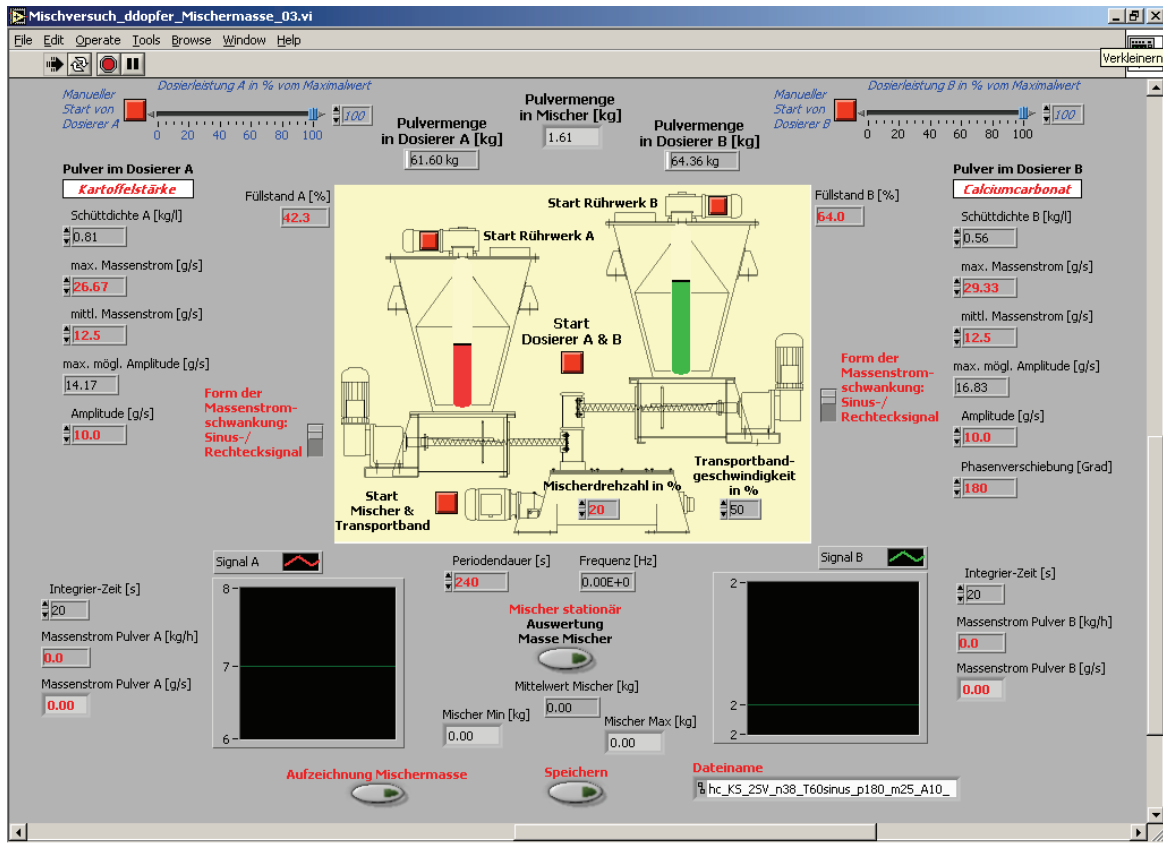 Mischversuch_ddopfer_Mischermasse_03.vi
File Edit Operate Tools Browse Window Help
Verkleinern
Manueller
Start von
Dosierer A
Dosierleistung A in % vom Maximalwert
0 20 40 60 80 100
100
Pulvermenge
in Dosierer A [kg]
61.60 kg
Pulvermenge
in Mischer [kg]
1.61
Pulvermenge
in Dosierer B [kg]
64.36 kg
Manueller
Start von
Dosierer B
Dosierleistung B in % vom Maximalwert
0 20 40 60 80 100
100
Pulver im Dosierer A
Kartoffelstärke
Schüttdichte A [kg/l]
0.81
max. Massenstrom [g/s]
26.67
mittl. Massenstrom [g/s]
12.5
max. mögl. Amplitude [g/s]
14.17
Amplitude [g/s]
10.0
Füllstand A [%]
42.3
Form der
Massenstrom-
schwankung:
Sinus-/
Rechtecksignal
Start Rührwerk B
Start Rührwerk A
Start
Dosierer A & B
Mischerdrehzahl in %
20
Transportband-
geschwindigkeit
in %
50
Start
Mischer &
Transportband
Füllstand B [%]
64.0
Form der
Massenstrom-
schwankung:
Sinus-/
Rechtecksignal
Pulver im Dosierer B
Calciumcarbonat
Schüttdichte B [kg/l]
0.56
max. Massenstrom [g/s]
29.33
mittl. Massenstrom [g/s]
12.5
max. mögl. Amplitude [g/s]
16.83
Amplitude [g/s]
10.0
Phasenverschiebung [Grad]
180
Integrier-Zeit [s]
20
Massenstrom Pulver A [kg/h]
0.0
Massenstrom Pulver A [g/s]
0.00
Signal A
8
7
6
Periodendauer [s]
240
Frequenz [Hz]
0.00E+0
Mischer stationär
Auswertung
Masse Mischer
Mittelwert Mischer [kg]
0.00
Mischer Min [kg]
0.00
Mischer Max [kg]
0.00
Signal B
2
2
2
Integrier-Zeit [s]
20
Massenstrom Pulver B [kg/h]
0.0
Massenstrom Pulver B [g/s]
0.00
Aufzeichnung Mischermasse
Speichern
Dateiname
hc_KS_2SV_n38_T60sinus_p180_m25_A10_